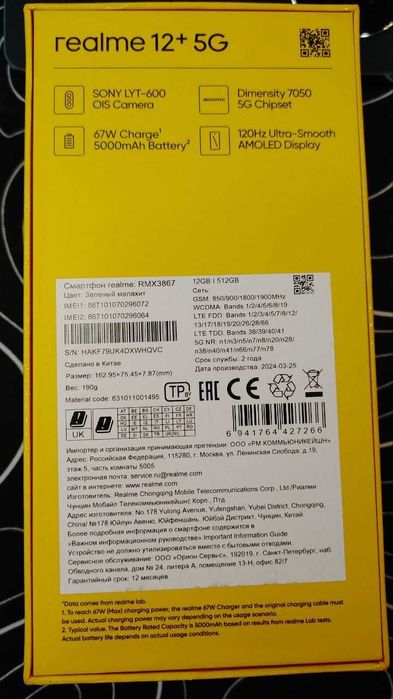 realme 12+ 5G
SONY LYT-600
OIS Camera
Dimensity 7050
5G Chipset
67W Charge¹
5000mAh Battery²
120Hz Ultra-Smooth
AMOLED Display
Смартфон realme: RMX3867
Цвет: Зеленый малахит
IMEI1: 867101070296072
IMEI2: 867101070296064
S/N: HAKF79UK4DXWHQVC
Сделано в Китае
Размер: 162.95×75.45×7.87(mm)
Вес: 190g
Material code: 631011001495
12GB | 512GB
Сеть:
GSM: 850/900/1800/1900MHz
WCDMA: Bands 1/2/4/5/6/8/19
LTE FDD: Bands 1/2/3/4/5/7/8/12/
13/17/18/19/20/26/28/66
LTE TDD: Bands 38/39/40/41
5G NR: n1/n3/n5/n7/n8/n20/n28/
n38/n40/n41/n66/n77/n78
Срок службы: 2 года
Дата производства: 2024-03-25
TP BY
EAC CE
UK
AT BE BG CH CY CZ DE
6 941764 427266
Импортер и организация принимающая претензии: ООО «РМ КОММЬЮНИКЕЙШН»
Адрес: Российская Федерация, 115280, г. Москва, ул. Ленинская Слобода, д. 19,
этаж 5, часть комнаты 5005
электронная почта: service.ru@realme.com
сайт в интернете: www.realme.com
Изготовитель: Realme Chongqing Mobile Telecommunications Corp., Ltd./Риалми
Чунцин Мобайл Телекоммьюникейшнс Корп., Лтд
Адрес изготовителя: No.178 Yulong Avenue, Yufengshan, Yubei District, Chongqing,
China/ №178 Юйлун Авеню, Юйфеншань, Юйбэй Дистрикт, Чунцин, Китай.
Более подробная информация о смартфоне содержится в
«Важном информационном руководстве» Important Information Guide
Устройство не должно утилизироваться вместе с бытовыми отходами.
Сервисное обслуживание: ООО «Орион Сервис», 192019, г. Санкт-Петербург, наб.
Обводного канала, дом № 24, литера А, помещение 13-Н, офис 82/7
Гарантийный срок: 12 месяцев.
*Data comes from realme lab.
1. To reach 67W (Max) charging power, the realme 67W Charger and the original charging cable must
be used. Actual charging power may vary depending on the usage scenario.
2. Typical value. The Battery Rated Capacity is 5000mAh based on results from realme Lab tests.
Actual battery life depends on actual usage conditions.